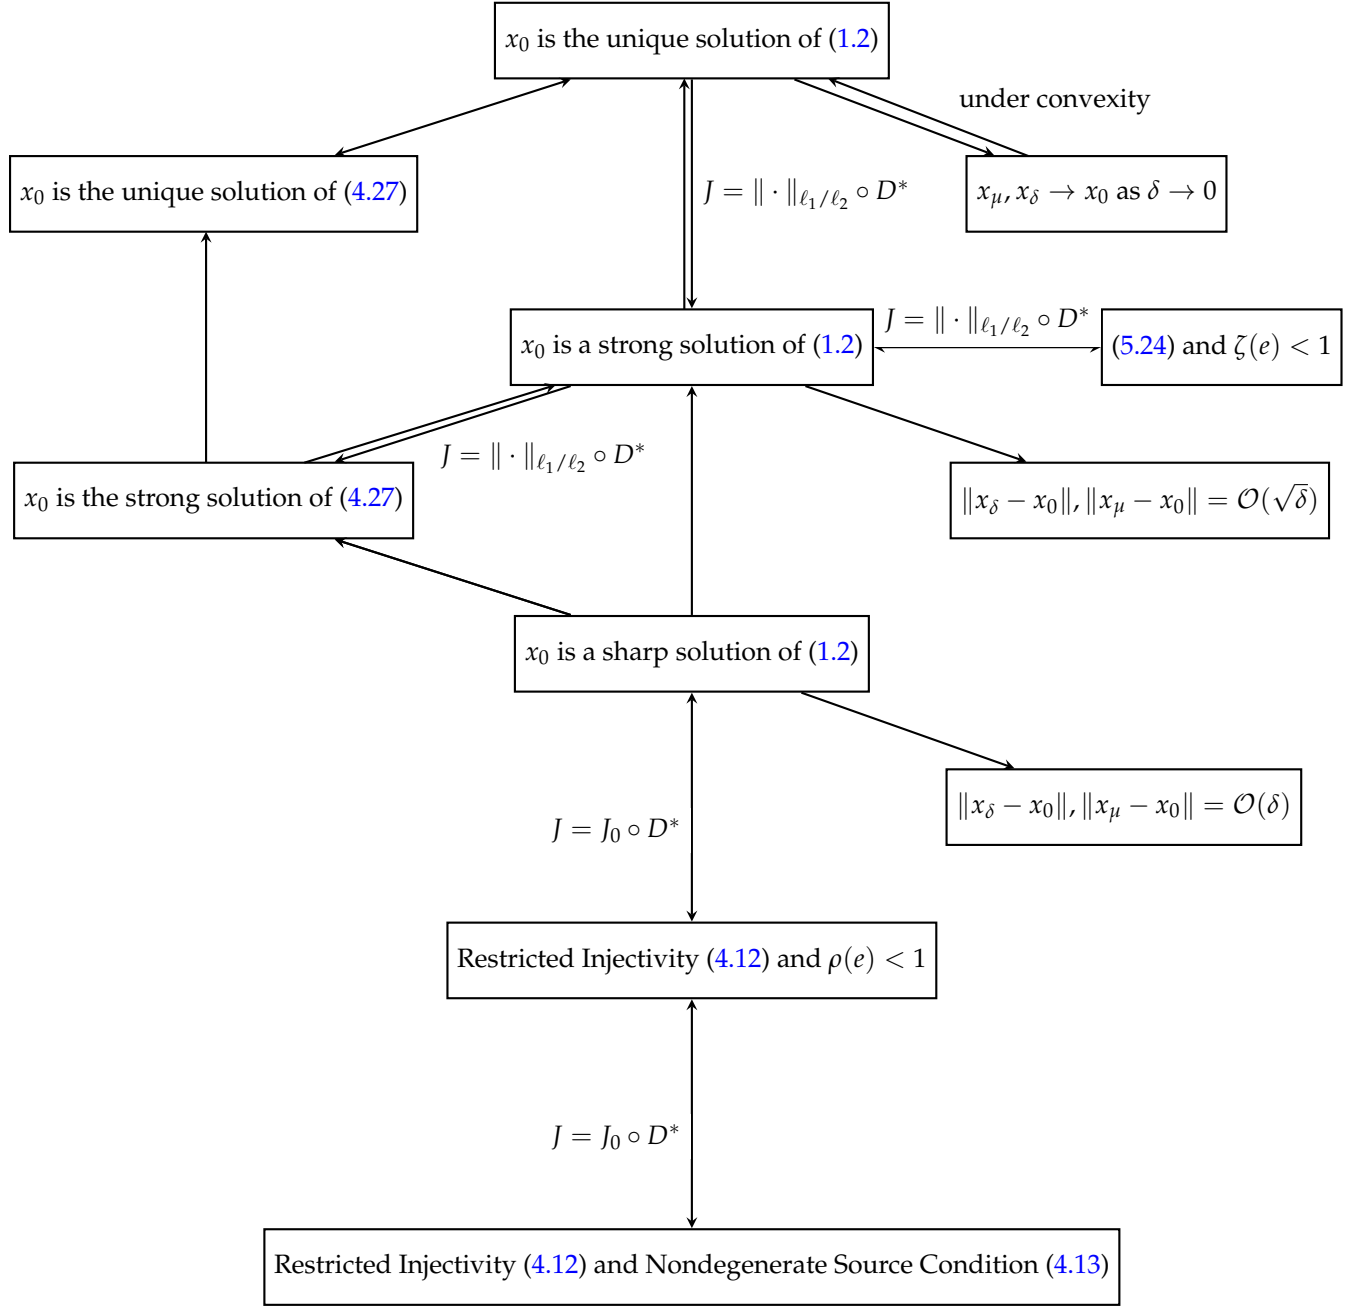 x₀ is the unique solution of (1.2)
under convexity
x₀ is the unique solution of (4.27)
J = ‖ · ‖_{ℓ₁/ℓ₂} ∘ D*
x_μ, x_δ → x₀ as δ → 0
x₀ is a strong solution of (1.2)
J = ‖ · ‖_{ℓ₁/ℓ₂} ∘ D*
(5.24) and ζ(e) < 1
J = ‖ · ‖_{ℓ₁/ℓ₂} ∘ D*
x₀ is the strong solution of (4.27)
‖x_δ − x₀‖, ‖x_μ − x₀‖ = 𝒪(√δ)
x₀ is a sharp solution of (1.2)
‖x_δ − x₀‖, ‖x_μ − x₀‖ = 𝒪(δ)
J = J₀ ∘ D*
Restricted Injectivity (4.12) and ρ(e) < 1
J = J₀ ∘ D*
Restricted Injectivity (4.12) and Nondegenerate Source Condition (4.13)